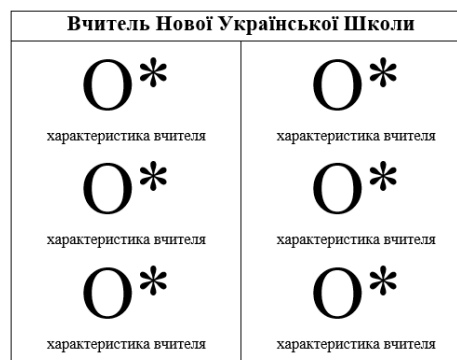 Вчитель Нової Української Школи
О* О*
характеристика вчителя характеристика вчителя
О* О*
характеристика вчителя характеристика вчителя
О* О*
характеристика вчителя характеристика вчителя